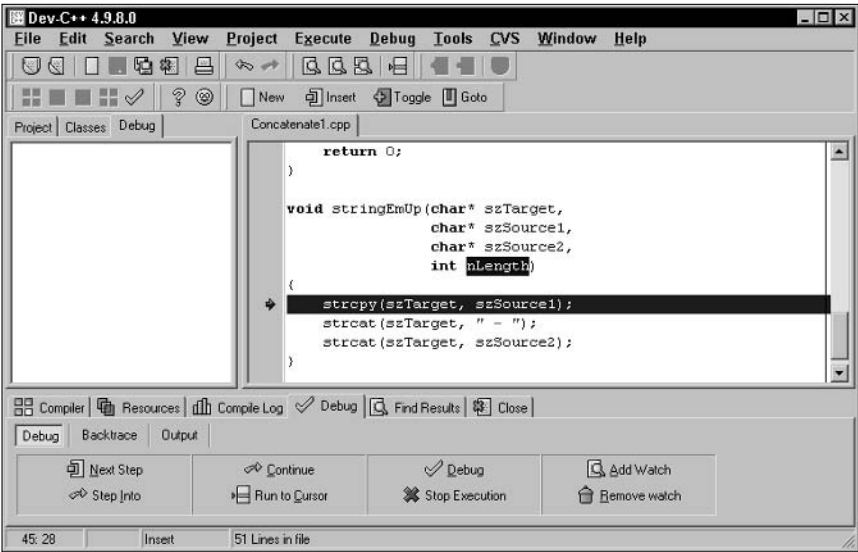 Dev-C++ 4.9.8.0
File Edit Search View Project Execute Debug Tools CVS Window Help
New Insert Toggle Goto
Project Classes Debug
Concatenate1.cpp
return 0;
}
void stringEmUp(char* szTarget,
char* szSource1,
char* szSource2,
int nLength)
{
strcpy(szTarget, szSource1);
strcat(szTarget, " - ");
strcat(szTarget, szSource2);
}
Compiler Resources Compile Log Debug Find Results Close
Debug Backtrace Output
Next Step Continue Debug Add Watch
Step Into Run to Cursor Stop Execution Remove watch
45: 28 Insert 51 Lines in file